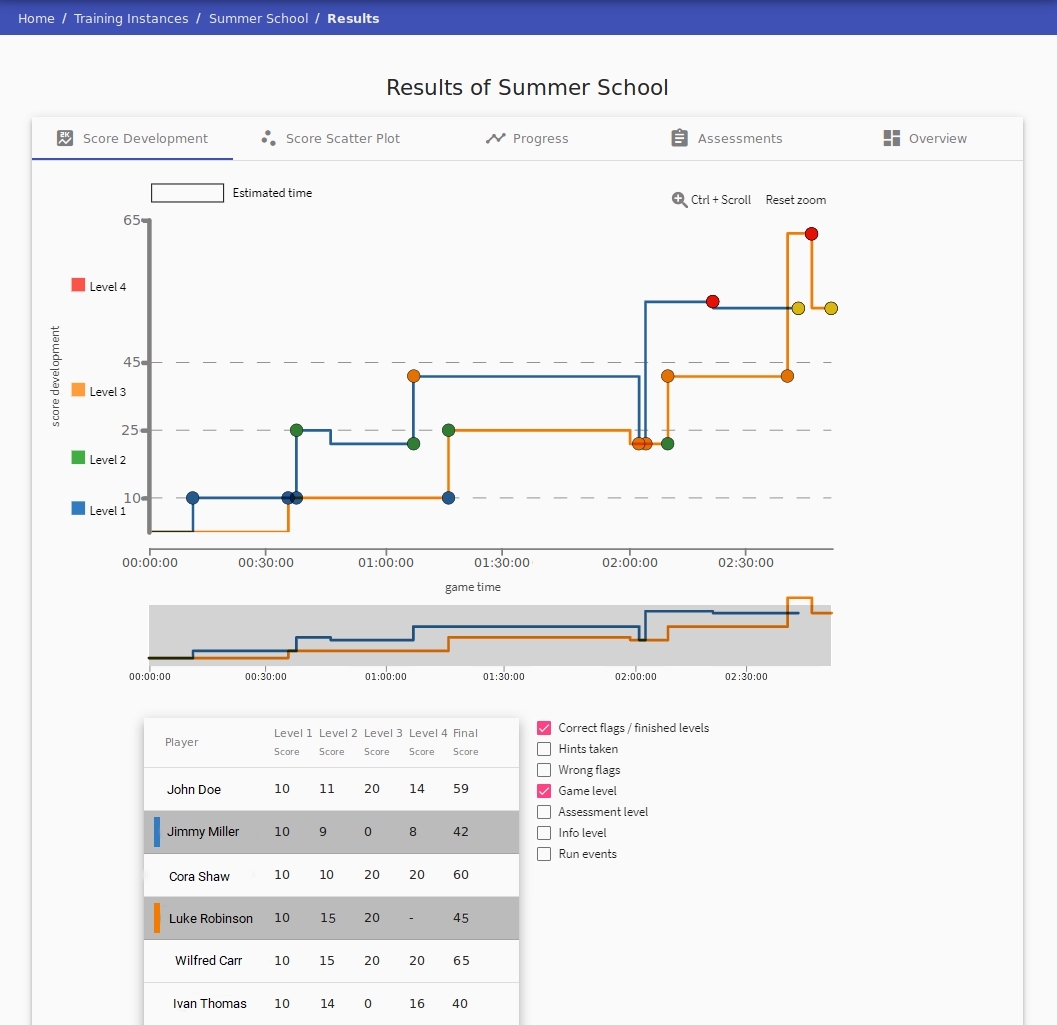 Home / Training Instances / Summer School / Results
Results of Summer School
Score Development
Score Scatter Plot
Progress
Assessments
Overview
Estimated time
Ctrl + Scroll
Reset zoom
65
Level 4
45
Level 3
score development
25
Level 2
10
Level 1
00:00:00 00:30:00 01:00:00 01:30:00 02:00:00 02:30:00
game time
00:00:00 00:30:00 01:00:00 01:30:00 02:00:00 02:30:00
Player Level 1 Level 2 Level 3 Level 4 Final
Score Score Score Score Score
John Doe 10 11 20 14 59
Jimmy Miller 10 9 0 8 42
Cora Shaw 10 10 20 20 60
Luke Robinson 10 15 20 - 45
Wilfred Carr 10 15 20 20 65
Ivan Thomas 10 14 0 16 40
Correct flags / finished levels
Hints taken
Wrong flags
Game level
Assessment level
Info level
Run events